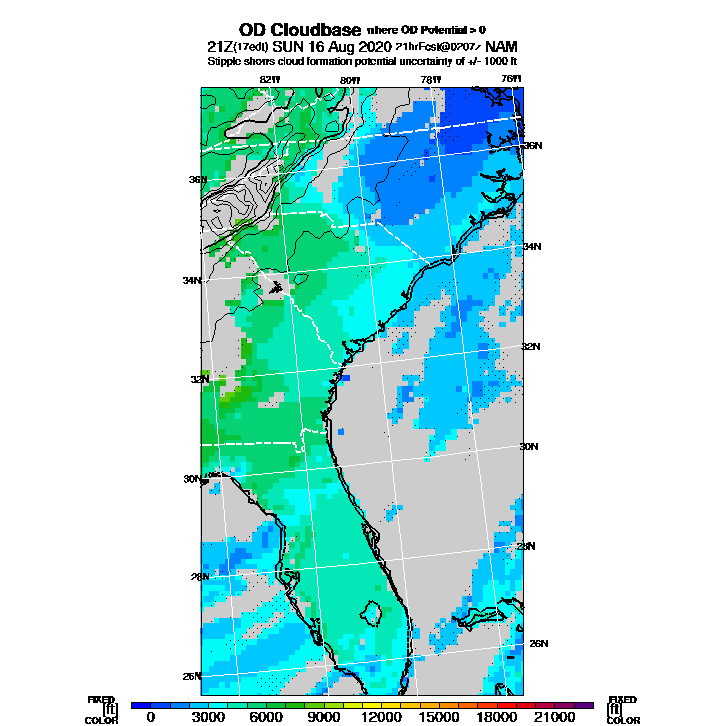 OD Cloudbase where OD Potential > 0
21Z(17edt) SUN 16 Aug 2020 21hrFcst@0207z NAM
Stipple shows cloud formation potential uncertainty of +/- 1000 ft
82W 80W 78W 76W
36N
36N
34N
34N
32N
32N
30N
30N
28N
28N
26N
26N
FIXED FIXED
[ft] [ft]
COLOR 0 3000 6000 9000 12000 15000 18000 21000 COLOR